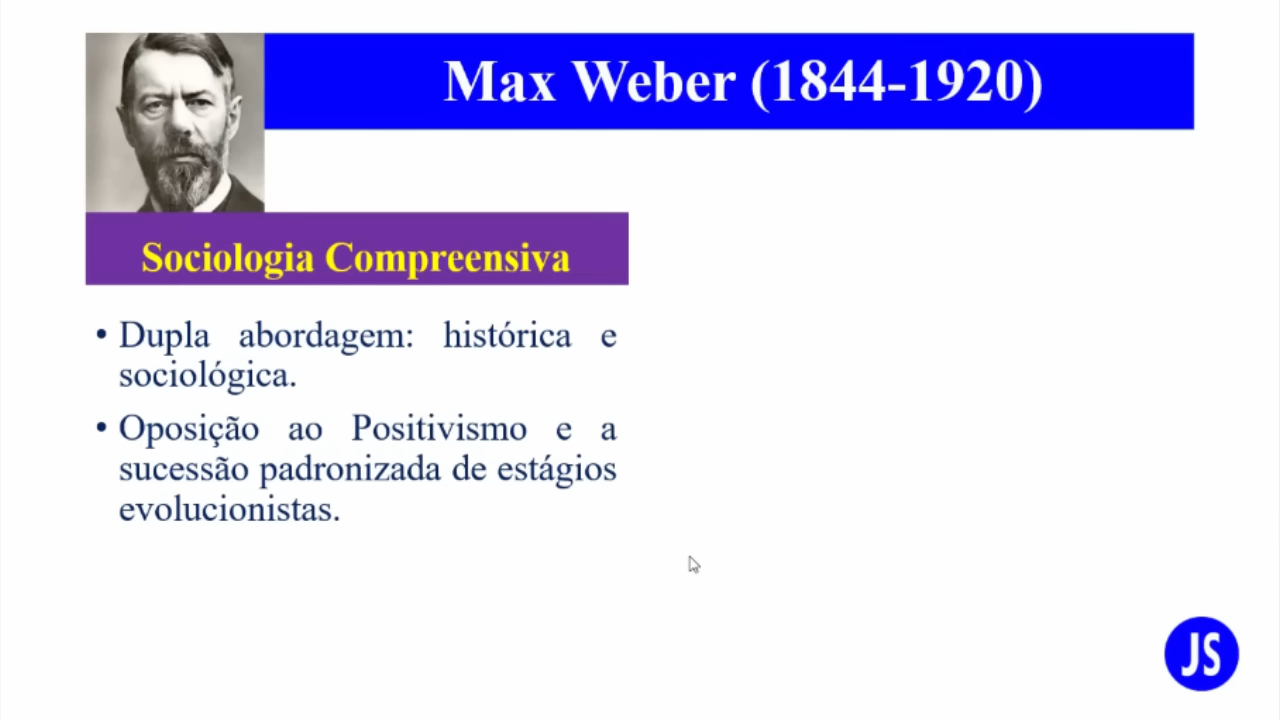 Max Weber (1844-1920)
Sociologia Compreensiva
• Dupla abordagem: histórica e
sociológica.
• Oposição ao Positivismo e a
sucessão padronizada de estágios
evolucionistas.
JS